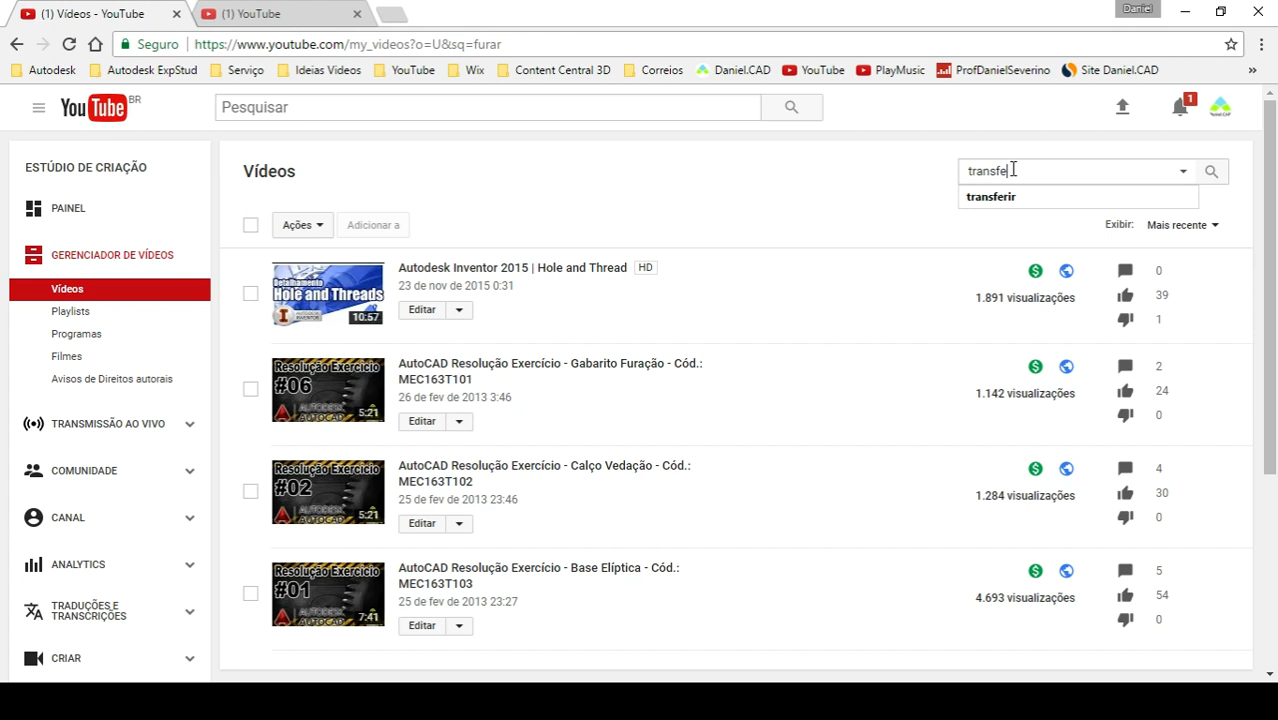 Daniel
(1) Vídeos - YouTube
(1) YouTube
Seguro
https://www.youtube.com/my_videos?o=U&sq=furar
Autodesk
Autodesk ExpStud
Serviço
Ideias Videos
YouTube
Wix
Content Central 3D
Correios
Daniel.CAD
YouTube
PlayMusic
ProfDanielSeverino
Site Daniel.CAD
YouTube BR
Pesquisar
1
ESTÚDIO DE CRIAÇÃO
PAINEL
GERENCIADOR DE VÍDEOS
Vídeos
Playlists
Programas
Filmes
Avisos de Direitos autorais
TRANSMISSÃO AO VIVO
COMUNIDADE
CANAL
ANALYTICS
TRADUÇÕES E
TRANSCRIÇÕES
CRIAR
Vídeos
transfe
transferir
Ações
Adicionar a
Exibir:
Mais recente
Detalhamento
Hole and Threads
10:57
Autodesk Inventor 2015 | Hole and Thread HD
23 de nov de 2015 0:31
Editar
1.891 visualizações
0
39
1
Resolução Exercício
#06
AUTODESK
AUTOCAD
5:21
AutoCAD Resolução Exercício - Gabarito Furação - Cód.:
MEC163T101
26 de fev de 2013 3:46
Editar
1.142 visualizações
2
24
0
Resolução Exercício
#02
AUTODESK
AUTOCAD
5:21
AutoCAD Resolução Exercício - Calço Vedação - Cód.:
MEC163T102
25 de fev de 2013 23:46
Editar
1.284 visualizações
4
30
0
Resolução Exercício
#01
AUTODESK
AUTOCAD
7:41
AutoCAD Resolução Exercício - Base Elíptica - Cód.:
MEC163T103
25 de fev de 2013 23:27
Editar
4.693 visualizações
5
54
0